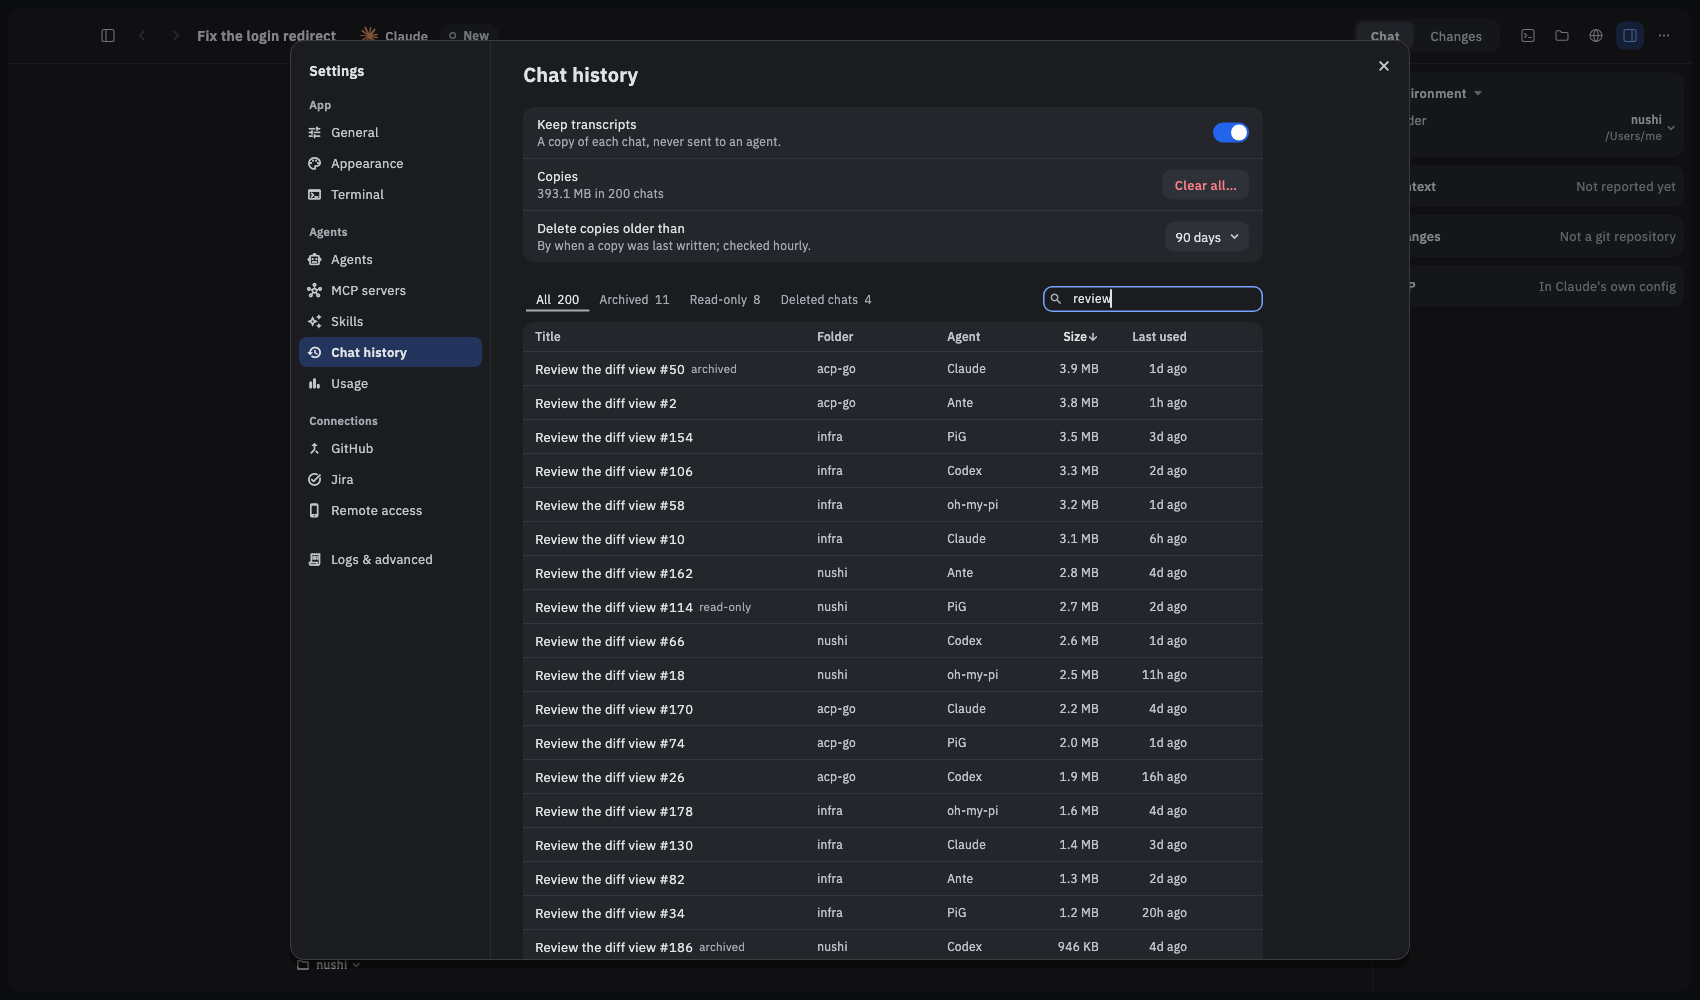 Fix the login redirect
Claude
New
Chat
Changes
Settings
App
General
Appearance
Terminal
Agents
Agents
MCP servers
Skills
Chat history
Usage
Connections
GitHub
Jira
Remote access
Logs & advanced
Chat history
Keep transcripts
A copy of each chat, never sent to an agent.
Copies
393.1 MB in 200 chats
Clear all...
Delete copies older than
By when a copy was last written; checked hourly.
90 days
All 200 Archived 11 Read-only 8 Deleted chats 4
review
Title Folder Agent Size↓ Last used
Review the diff view #50 archived acp-go Claude 3.9 MB 1d ago
Review the diff view #2 acp-go Ante 3.8 MB 1h ago
Review the diff view #154 infra PiG 3.5 MB 3d ago
Review the diff view #106 infra Codex 3.3 MB 2d ago
Review the diff view #58 infra oh-my-pi 3.2 MB 1d ago
Review the diff view #10 infra Claude 3.1 MB 6h ago
Review the diff view #162 nushi Ante 2.8 MB 4d ago
Review the diff view #114 read-only nushi PiG 2.7 MB 2d ago
Review the diff view #66 nushi Codex 2.6 MB 1d ago
Review the diff view #18 nushi oh-my-pi 2.5 MB 11h ago
Review the diff view #170 acp-go Claude 2.2 MB 4d ago
Review the diff view #74 acp-go PiG 2.0 MB 1d ago
Review the diff view #26 acp-go Codex 1.9 MB 16h ago
Review the diff view #178 infra oh-my-pi 1.6 MB 4d ago
Review the diff view #130 infra Claude 1.4 MB 3d ago
Review the diff view #82 infra Ante 1.3 MB 2d ago
Review the diff view #34 infra PiG 1.2 MB 20h ago
Review the diff view #186 archived nushi Codex 946 KB 4d ago
ironment
der nushi
/Users/me
text Not reported yet
nges Not a git repository
P In Claude's own config
nushi